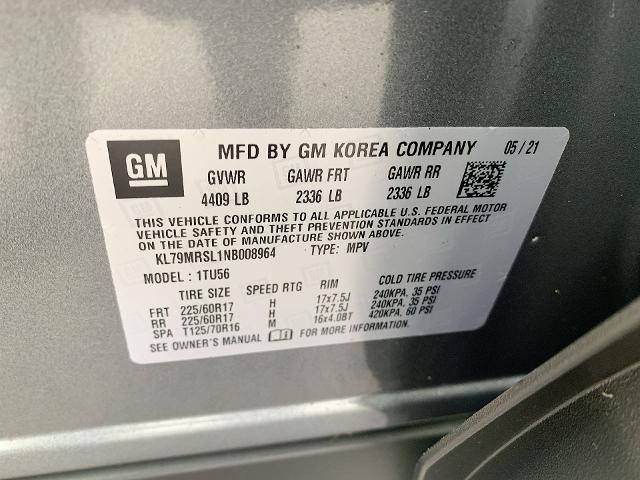 GM
MFD BY GM KOREA COMPANY 05/21
GVWR GAWR FRT GAWR RR
4409 LB 2336 LB 2336 LB
THIS VEHICLE CONFORMS TO ALL APPLICABLE U.S. FEDERAL MOTOR
VEHICLE SAFETY AND THEFT PREVENTION STANDARDS IN EFFECT
ON THE DATE OF MANUFACTURE SHOWN ABOVE.
KL79MRSL1NB008964 TYPE: MPV
MODEL : 1TU56
TIRE SIZE SPEED RTG RIM COLD TIRE PRESSURE
FRT 225/60R17 H 17x7.5J 240KPA, 35 PSI
RR 225/60R17 H 17x7.5J 240KPA, 35 PSI
SPA T125/70R16 M 16x4.0BT 420KPA, 60 PSI
SEE OWNER'S MANUAL FOR MORE INFORMATION.